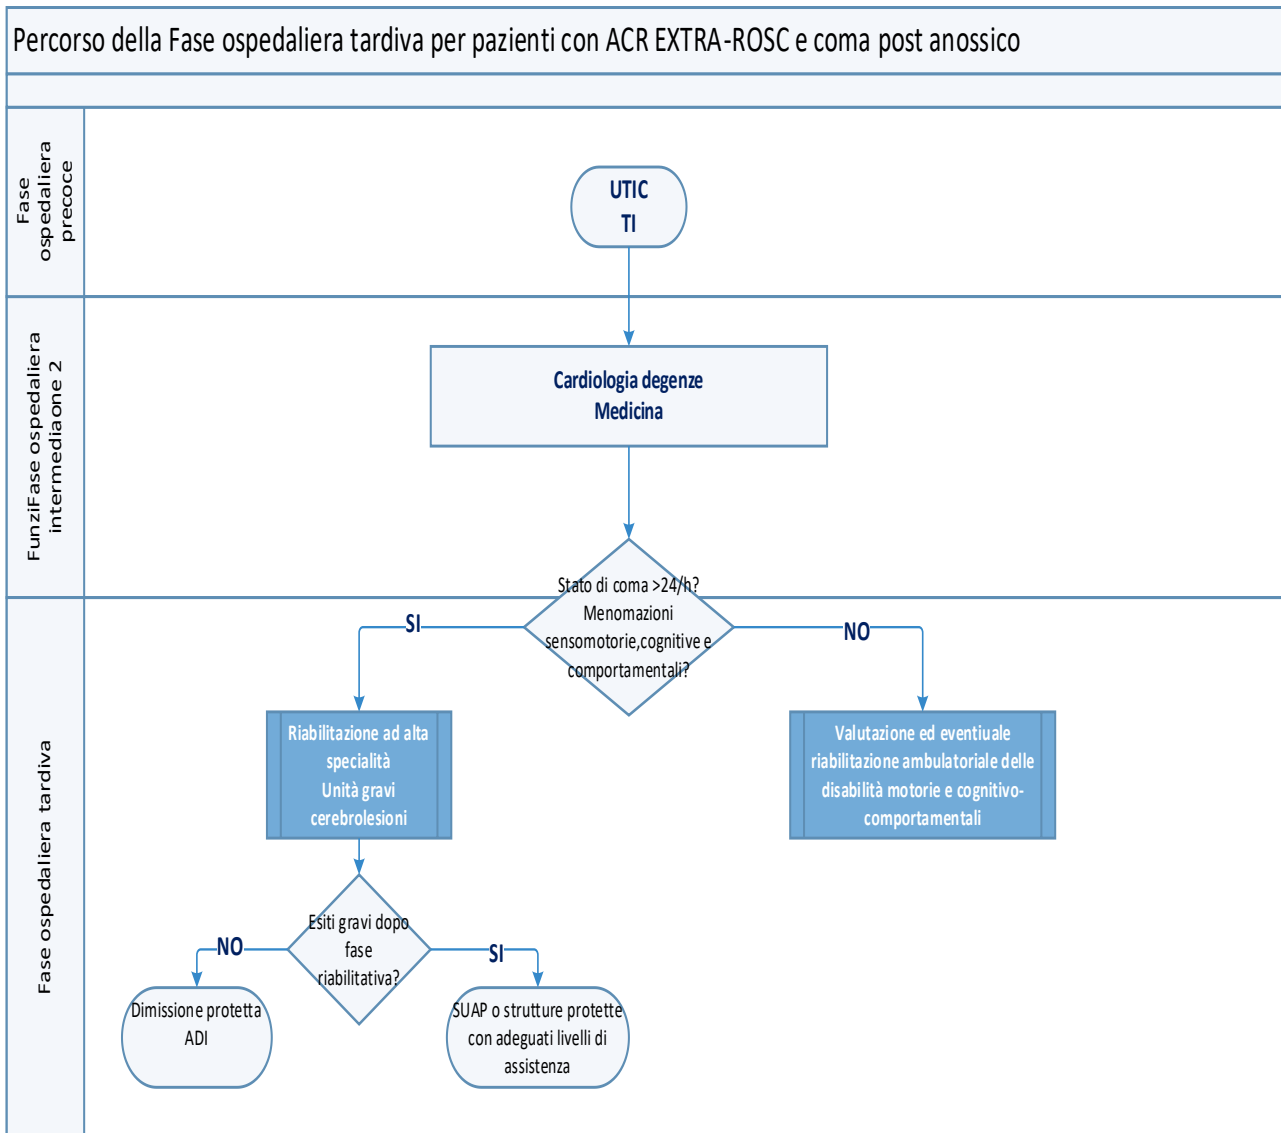 Percorso della Fase ospedaliera tardiva per pazienti con ACR EXTRA-ROSC e coma post anossico
Fase
ospedaliera
precoce
UTIC
TI
FunziFase ospedaliera
intermediaone 2
Cardiologia degenze
Medicina
Stato di coma >24/h?
Menomazioni
sensomotorie,cognitive e
comportamentali?
SI
NO
Fase ospedaliera tardiva
Riabilitazione ad alta
specialità
Unità gravi
cerebrolesioni
Valutazione ed eventiuale
riabilitazione ambulatoriale delle
disabilità motorie e cognitivo-
comportamentali
Esiti gravi dopo
fase
riabilitativa?
NO
SI
Dimissione protetta
ADI
SUAP o strutture protette
con adeguati livelli di
assistenza